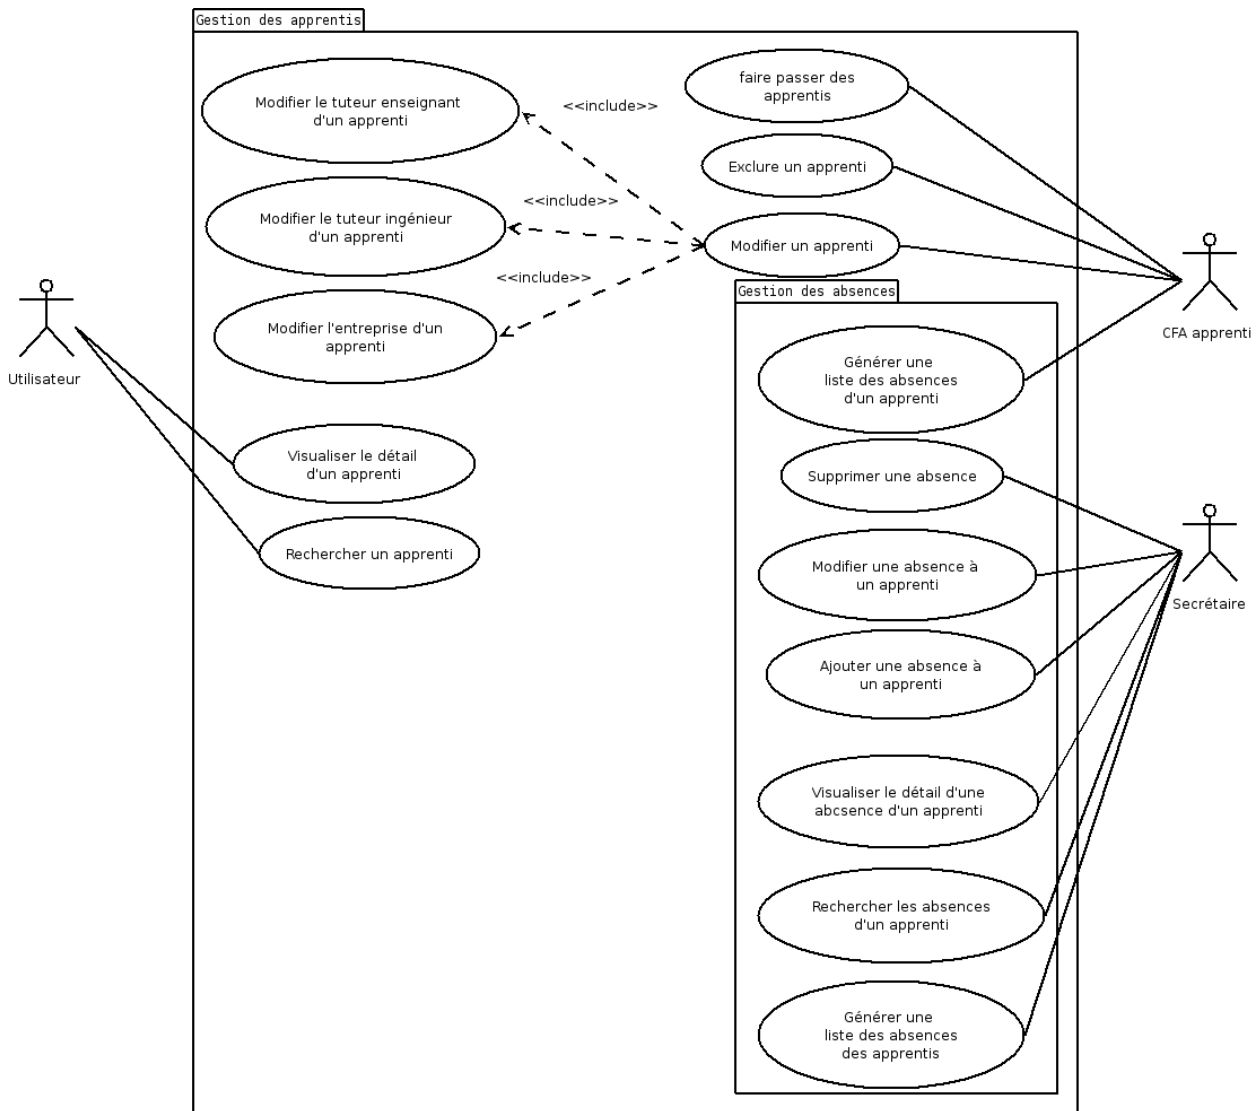 Gestion des apprentis
Modifier le tuteur enseignant
d'un apprenti
<<include>>
faire passer des
apprentis
Exclure un apprenti
Modifier le tuteur ingénieur
d'un apprenti
<<include>>
Modifier un apprenti
<<include>>
Modifier l'entreprise d'un
apprenti
Utilisateur
CFA apprenti
Visualiser le détail
d'un apprenti
Rechercher un apprenti
Gestion des absences
Générer une
liste des absences
d'un apprenti
Supprimer une absence
Modifier une absence à
un apprenti
Secrétaire
Ajouter une absence à
un apprenti
Visualiser le détail d'une
abcsence d'un apprenti
Rechercher les absences
d'un apprenti
Générer une
liste des absences
des apprentis